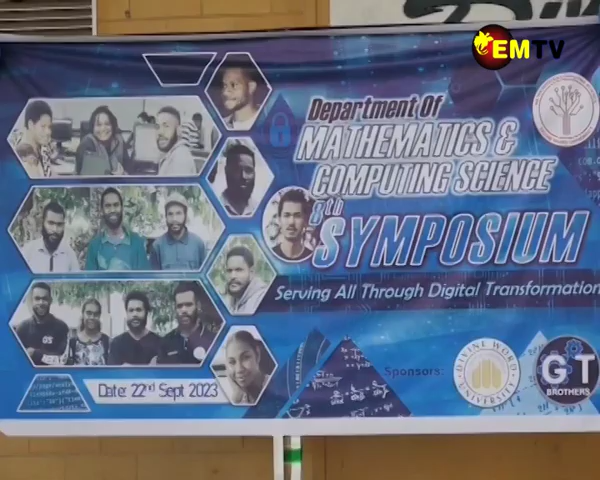 EMTV
Department Of
MATHEMATICS &
COMPUTING SCIENCE
8th
SYMPOSIUM
Serving All Through Digital Transformation
Date: 22nd Sept 2023
Sponsors:
DIVINE WORD
UNIVERSITY
GT
BROTHERS